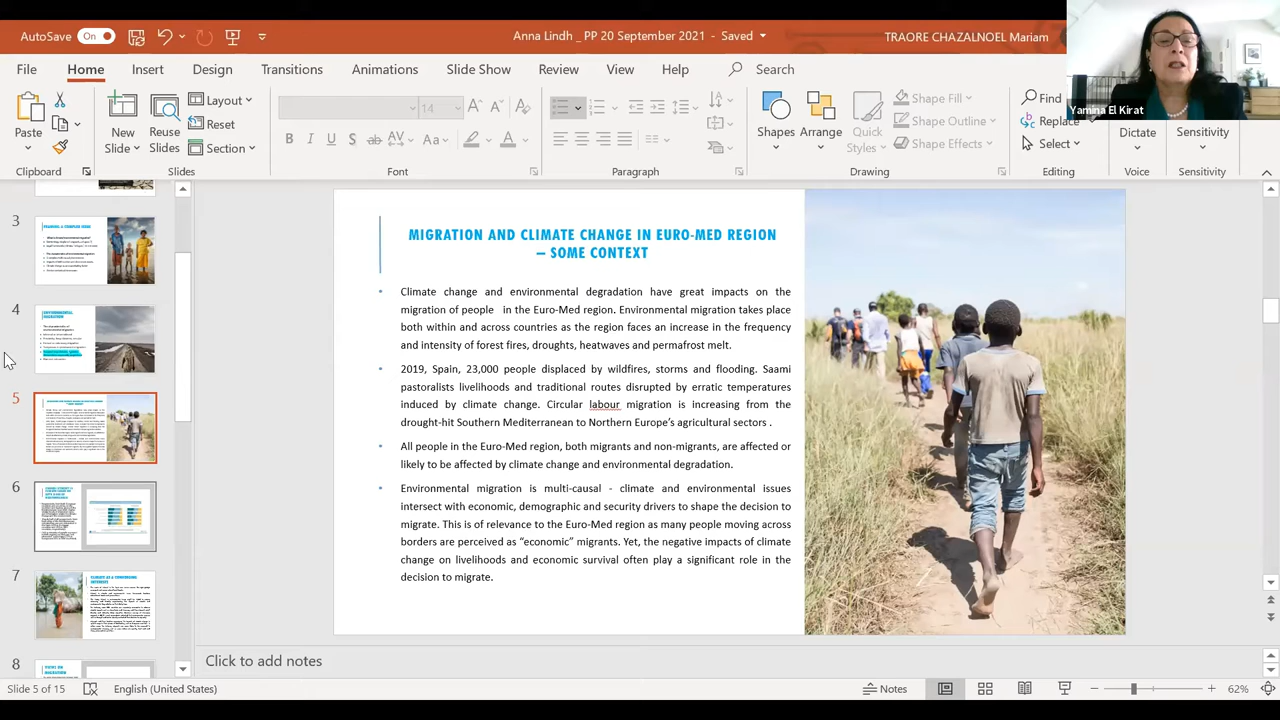 AutoSave On
Anna Lindh _ PP 20 September 2021 - Saved
TRAORE CHAZALNOEL Mariam
Yamina El Kirat
File Home Insert Design Transitions Animations Slide Show Review View Help Search
Paste
New Slide
Reuse Slides
Layout
Reset
Section
14
B I U S ab AV Aa
Shapes
Arrange
Quick Styles
Shape Fill
Shape Outline
Shape Effects
Find
Replace
Select
Dictate
Sensitivity
Clipboard Slides Font Paragraph Drawing Editing Voice Sensitivity
3
4
5
6
7
8
MIGRATION AND CLIMATE CHANGE IN EURO-MED REGION
– SOME CONTEXT
• Climate change and environmental degradation have great impacts on the
migration of people in the Euro-Med region. Environmental migration takes place
both within and across countries as the region faces an increase in the frequency
and intensity of forest fires, droughts, heatwaves and permafrost melt.
• 2019, Spain, 23,000 people displaced by wildfires, storms and flooding. Saami
pastoralists livelihoods and traditional routes disrupted by erratic temperatures
induced by climate change. Circular labour migration is increasing from the
drought-hit Southern Mediterranean to Northern Europe's agricultural belts.
• All people in the Euro-Med region, both migrants and non-migrants, are affected or
likely to be affected by climate change and environmental degradation.
• Environmental migration is multi-causal - climate and environmental issues
intersect with economic, demographic and security drivers to shape the decision to
migrate. This is of relevance to the Euro-Med region as many people moving across
borders are perceived as “economic” migrants. Yet, the negative impacts of climate
change on livelihoods and economic survival often play a significant role in the
decision to migrate.
Click to add notes
Slide 5 of 15
English (United States)
Notes
62%